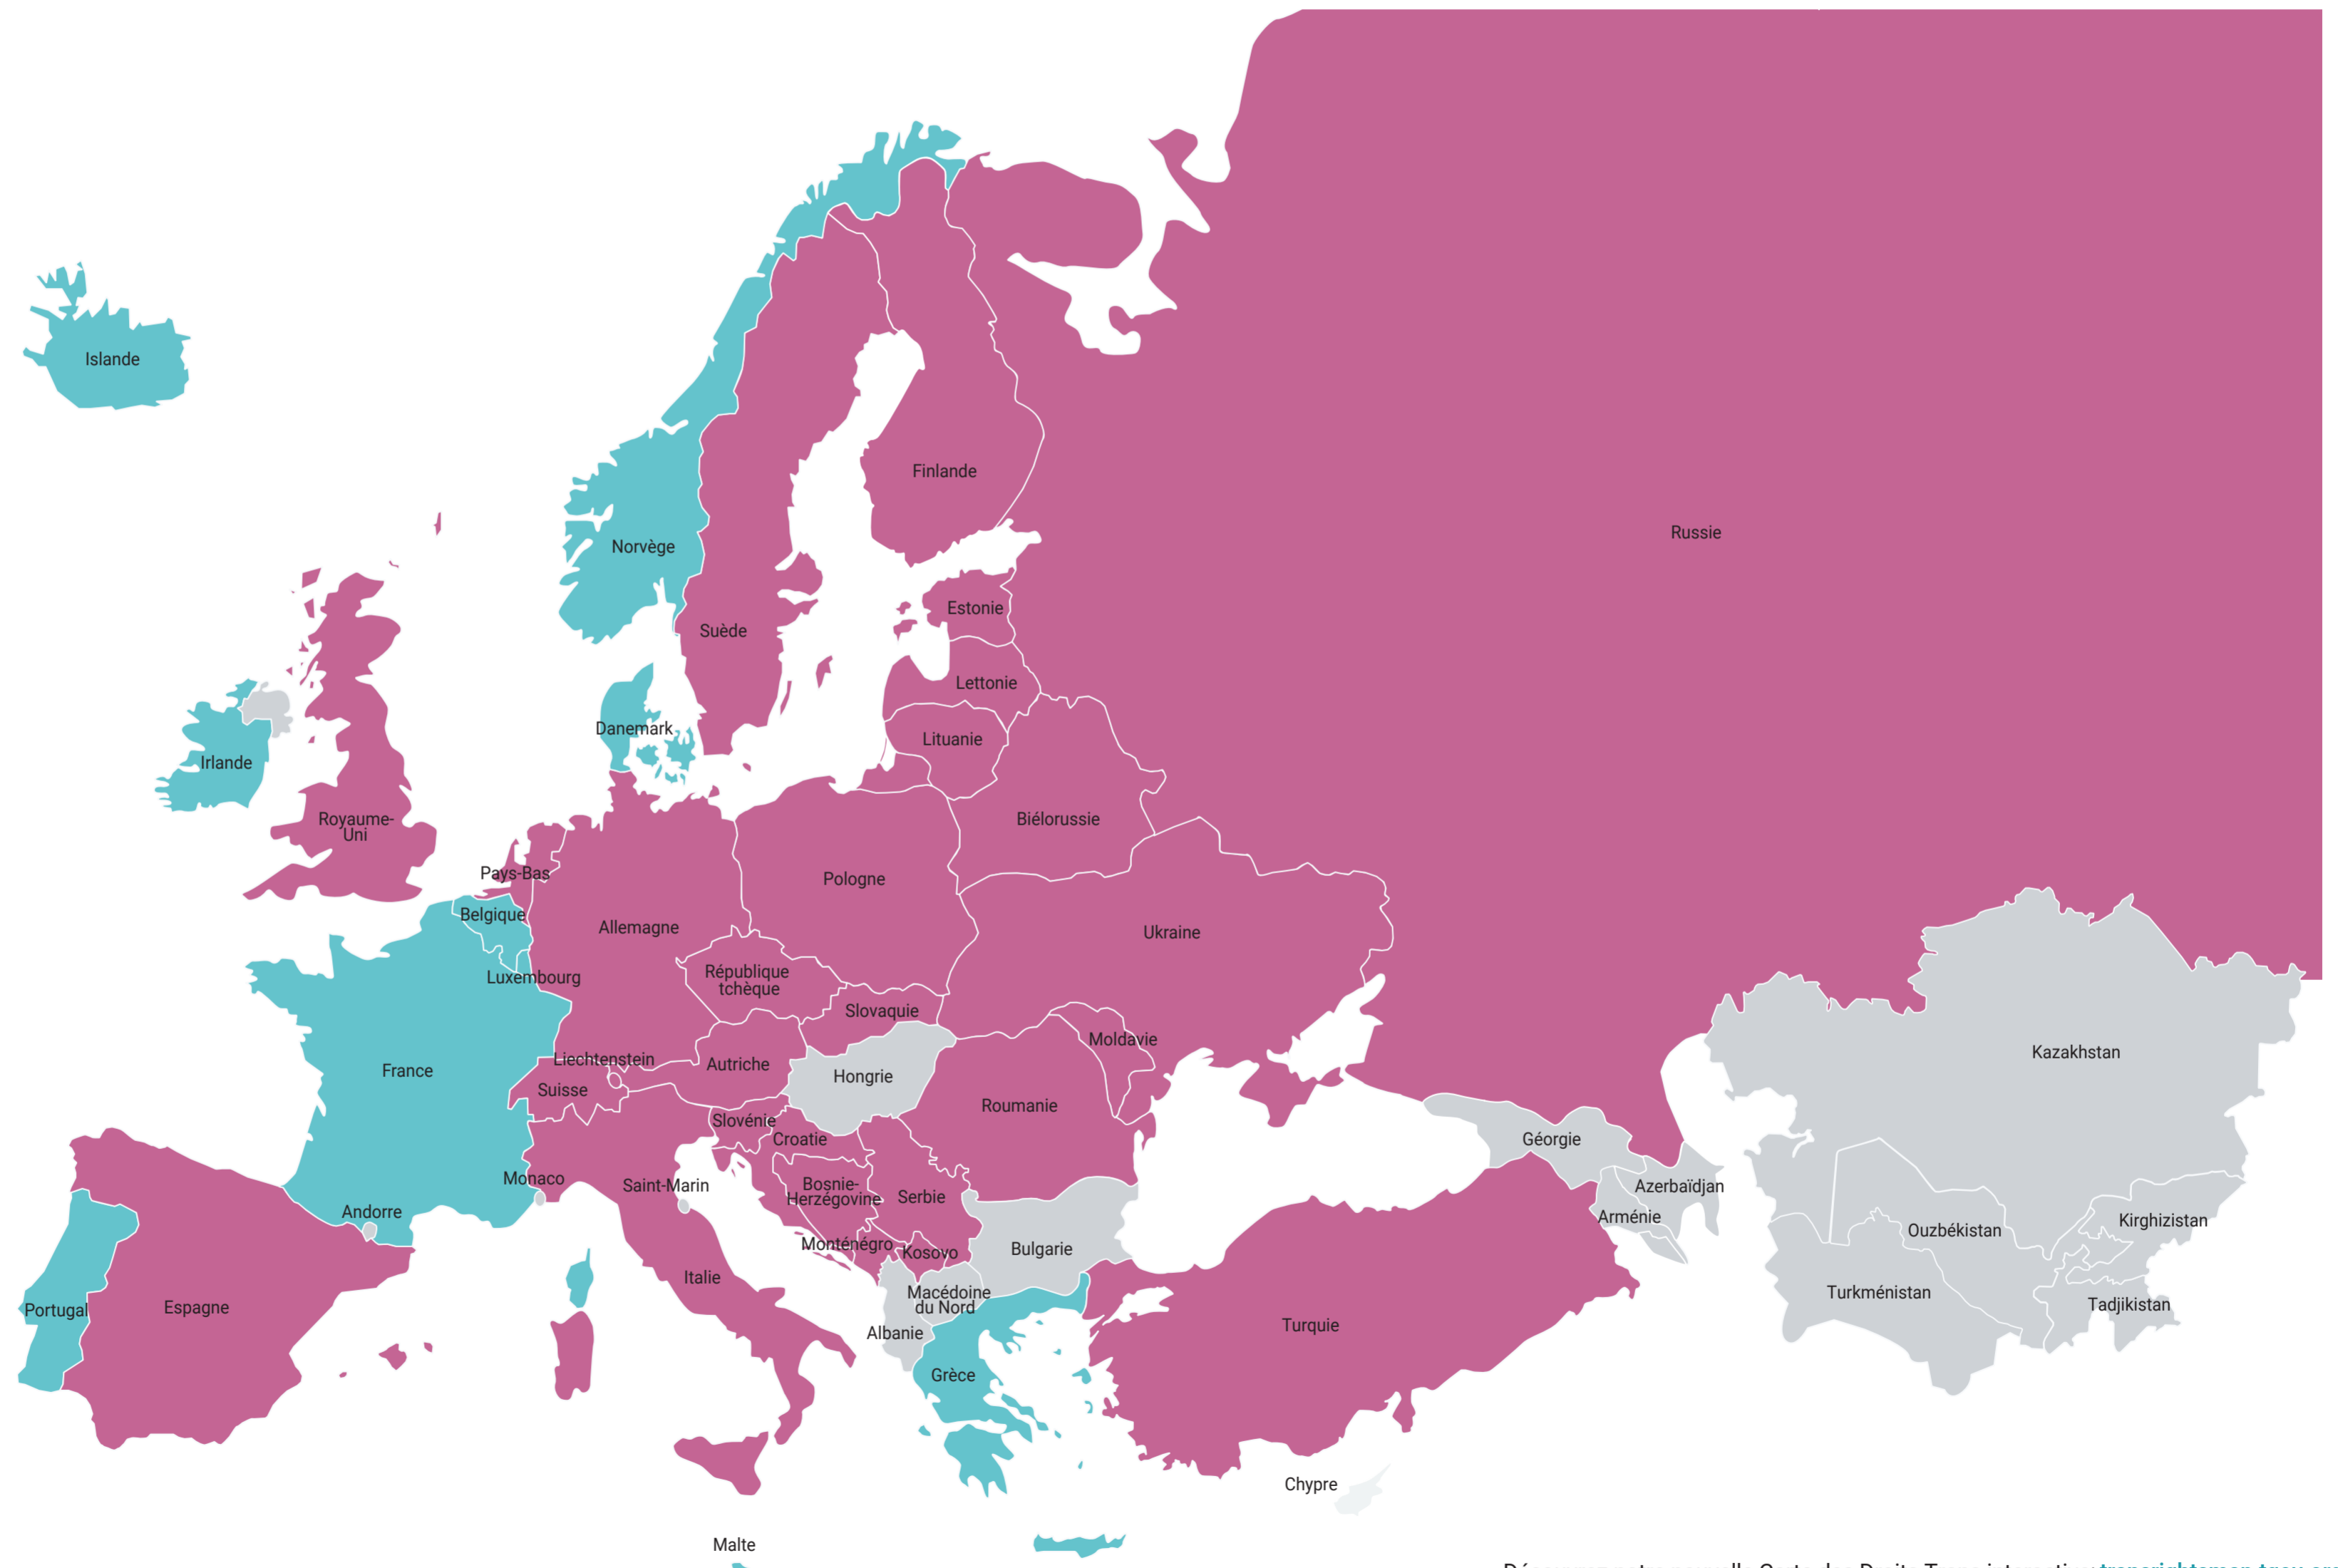 Islande
Norvège
Finlande
Russie
Suède
Estonie
Lettonie
Danemark
Lituanie
Irlande
Royaume-
Uni
Biélorussie
Pays-Bas
Pologne
Belgique
Allemagne
Ukraine
Luxembourg
République
tchèque
Slovaquie
Moldavie
Kazakhstan
Liechtenstein
Autriche
France
Hongrie
Suisse
Roumanie
Slovénie
Croatie
Géorgie
Monaco
Saint-Marin
Bosnie-
Herzégovine
Serbie
Azerbaïdjan
Andorre
Arménie
Kirghizistan
Ouzbékistan
Monténégro
Kosovo
Bulgarie
Italie
Macédoine
du Nord
Turkménistan
Tadjikistan
Portugal
Espagne
Albanie
Turquie
Grèce
Chypre
Malte